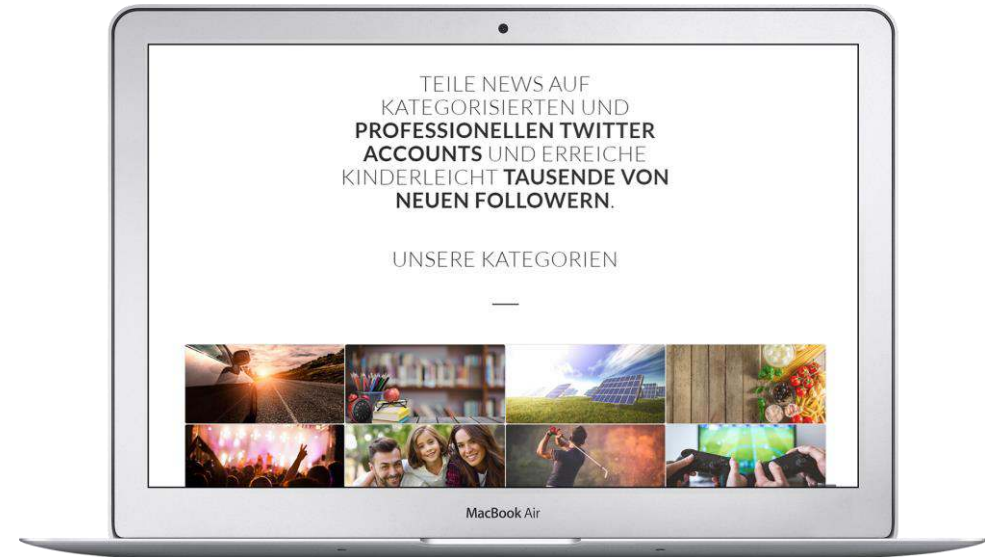 TEILE NEWS AUF
KATEGORISIERTEN UND
PROFESSIONELLEN TWITTER
ACCOUNTS UND ERREICHE
KINDERLEICHT TAUSENDE VON
NEUEN FOLLOWERN.
UNSERE KATEGORIEN
MacBook Air